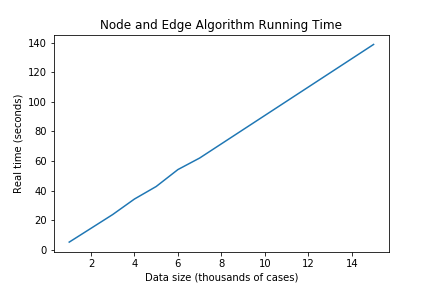 Node and Edge Algorithm Running Time
140
120
100
80
60
40
20
0
Real time (seconds)
2 4 6 8 10 12 14
Data size (thousands of cases)